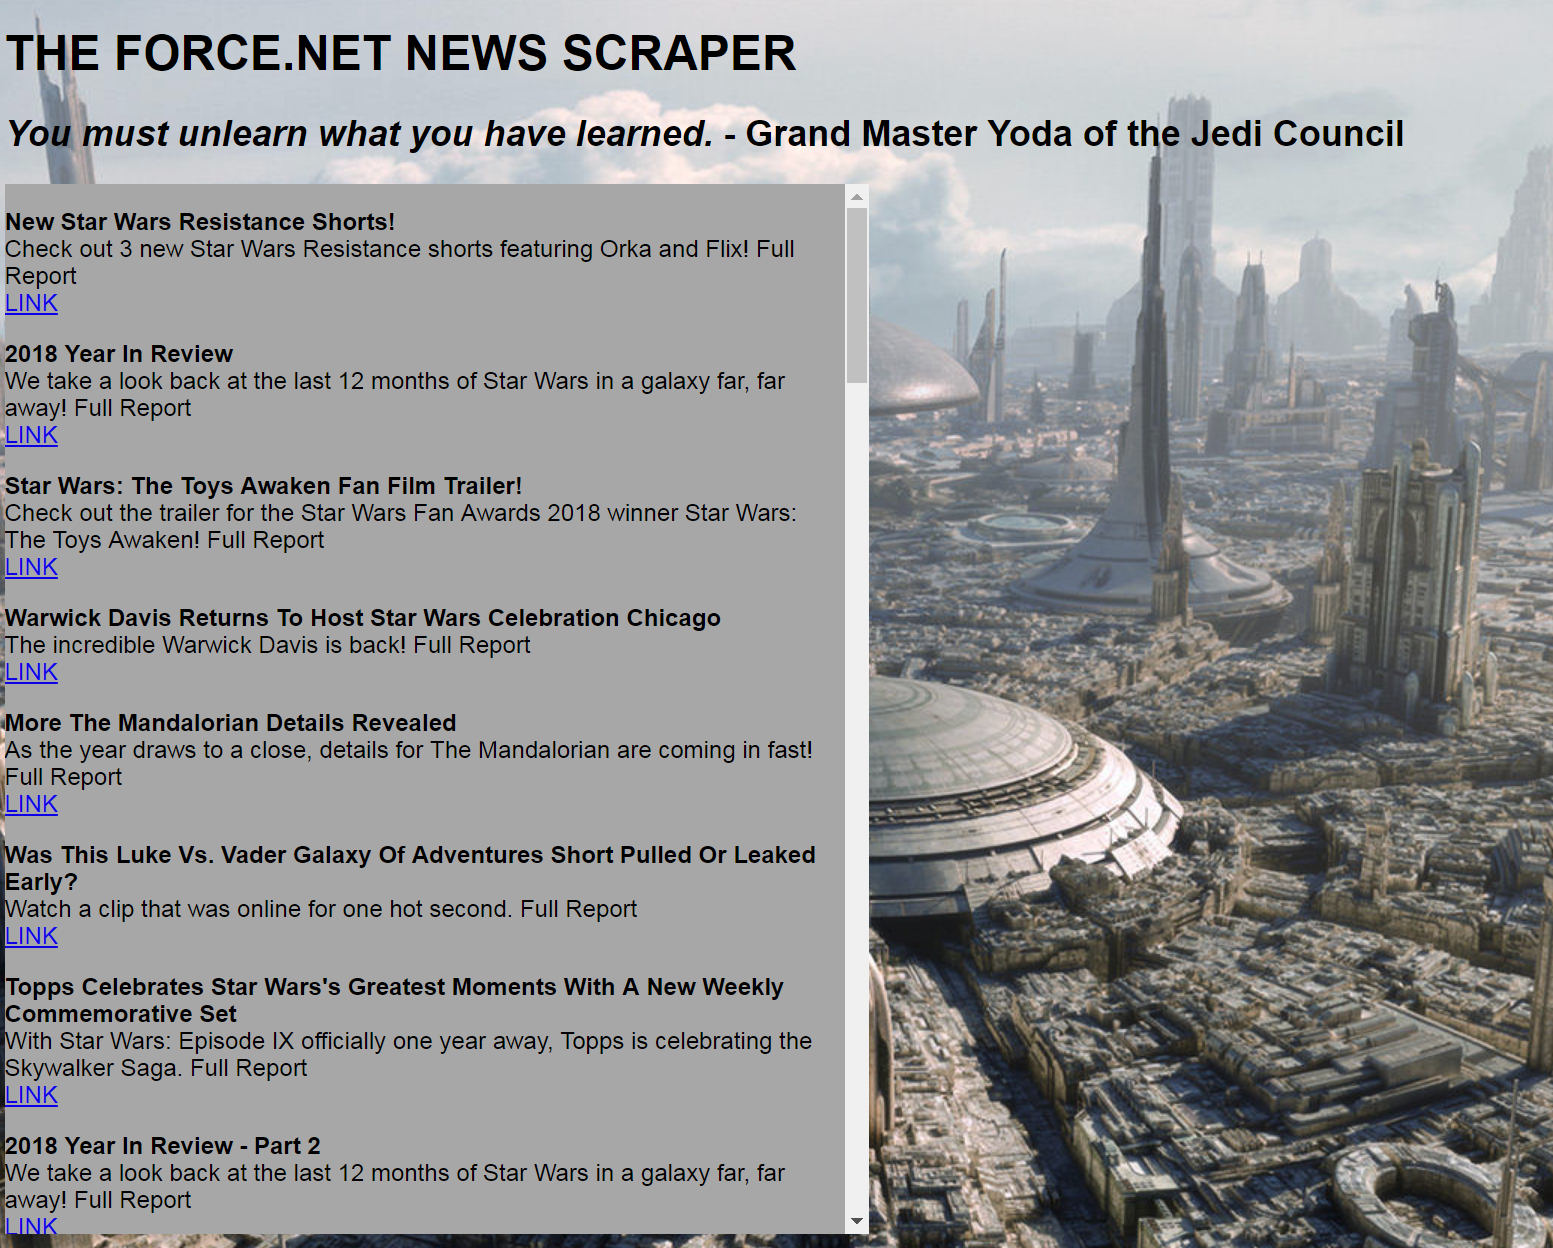 THE FORCE.NET NEWS SCRAPER
You must unlearn what you have learned. - Grand Master Yoda of the Jedi Council
New Star Wars Resistance Shorts!
Check out 3 new Star Wars Resistance shorts featuring Orka and Flix! Full
Report
LINK
2018 Year In Review
We take a look back at the last 12 months of Star Wars in a galaxy far, far
away! Full Report
LINK
Star Wars: The Toys Awaken Fan Film Trailer!
Check out the trailer for the Star Wars Fan Awards 2018 winner Star Wars:
The Toys Awaken! Full Report
LINK
Warwick Davis Returns To Host Star Wars Celebration Chicago
The incredible Warwick Davis is back! Full Report
LINK
More The Mandalorian Details Revealed
As the year draws to a close, details for The Mandalorian are coming in fast!
Full Report
LINK
Was This Luke Vs. Vader Galaxy Of Adventures Short Pulled Or Leaked
Early?
Watch a clip that was online for one hot second. Full Report
LINK
Topps Celebrates Star Wars's Greatest Moments With A New Weekly
Commemorative Set
With Star Wars: Episode IX officially one year away, Topps is celebrating the
Skywalker Saga. Full Report
LINK
2018 Year In Review - Part 2
We take a look back at the last 12 months of Star Wars in a galaxy far, far
away! Full Report
LINK